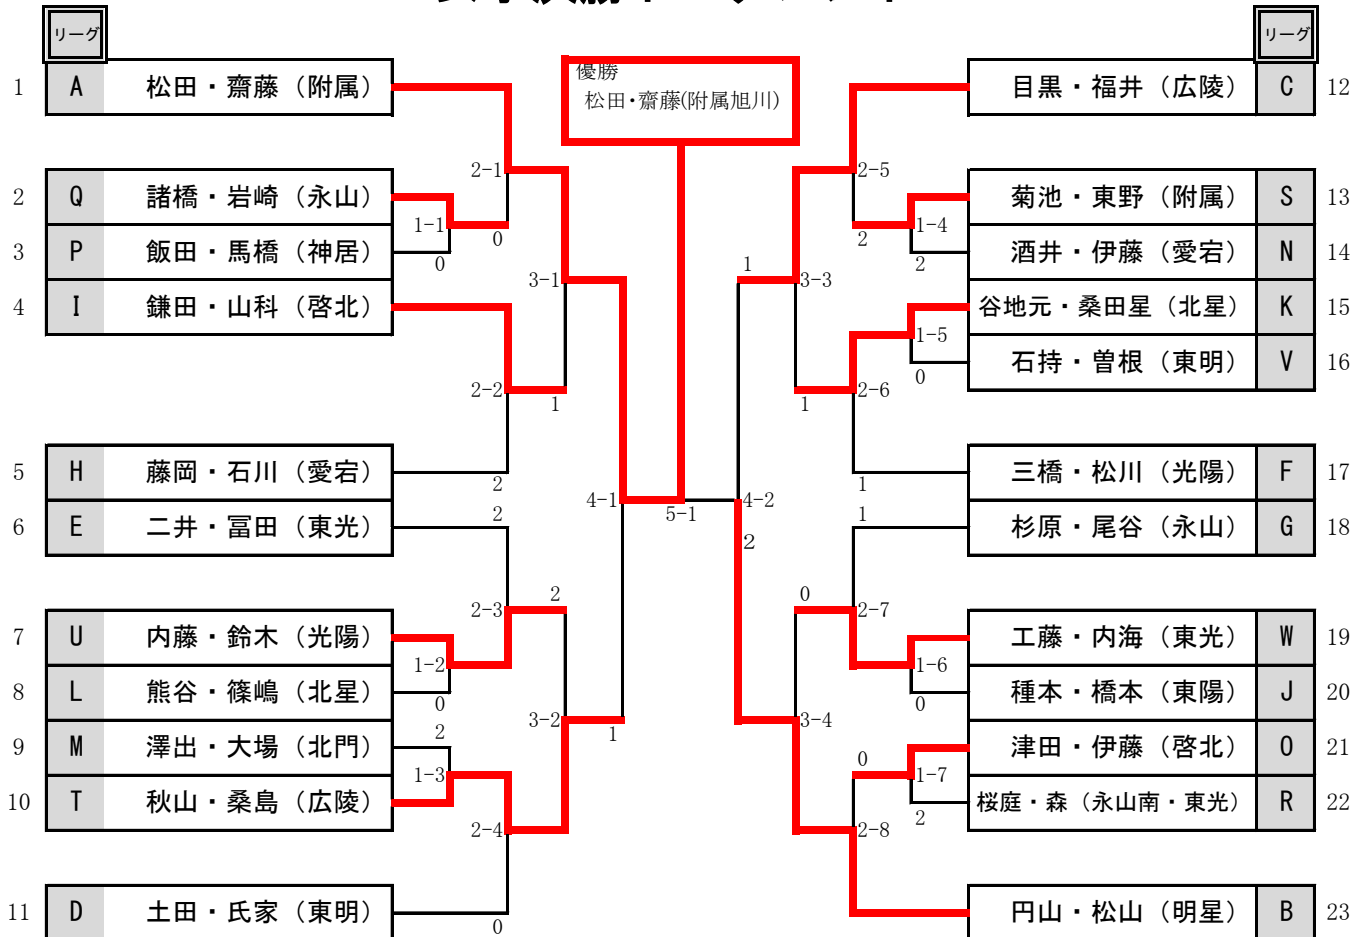 リーグ
1 A 松田・齋藤（附属）
2 Q 諸橋・岩崎（永山）
3 P 飯田・馬橋（神居）
4 I 鎌田・山科（啓北）
5 H 藤岡・石川（愛宕）
6 E 二井・冨田（東光）
7 U 内藤・鈴木（光陽）
8 L 熊谷・篠嶋（北星）
9 M 澤出・大場（北門）
10 T 秋山・桑島（広陵）
11 D 土田・氏家（東明）
2-1
1-1
0
0
3-1
2-2
1
2
2
4-1
2-3
2
1-2
0
2
3-2
1
1-3
2-4
0
優勝
松田・齋藤(附属旭川)
5-1
リーグ
目黒・福井（広陵） C 12
菊池・東野（附属） S 13
酒井・伊藤（愛宕） N 14
谷地元・桑田星（北星） K 15
石持・曽根（東明） V 16
三橋・松川（光陽） F 17
杉原・尾谷（永山） G 18
工藤・内海（東光） W 19
種本・橋本（東陽） J 20
津田・伊藤（啓北） O 21
桜庭・森（永山南・東光） R 22
円山・松山（明星） B 23
2-5
1-4
2
2
1
3-3
1-5
0
2-6
1
1
4-2
1
2
0
2-7
1-6
0
3-4
0
1-7
2
2-8